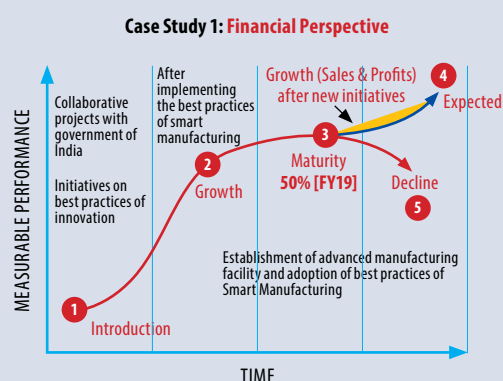 Case Study 1: Financial Perspective
MEASURABLE PERFORMANCE
Collaborative
projects with
government of
India
Initiatives on
best practices of
innovation
After
implementing
the best practices
of smart
manufacturing
Growth (Sales & Profits)
after new initiatives
4
Expected
3
Maturity
50% [FY19]
2
Growth
Decline
5
Establishment of advanced manufacturing
facility and adoption of best practices of
Smart Manufacturing
1
Introduction
TIME